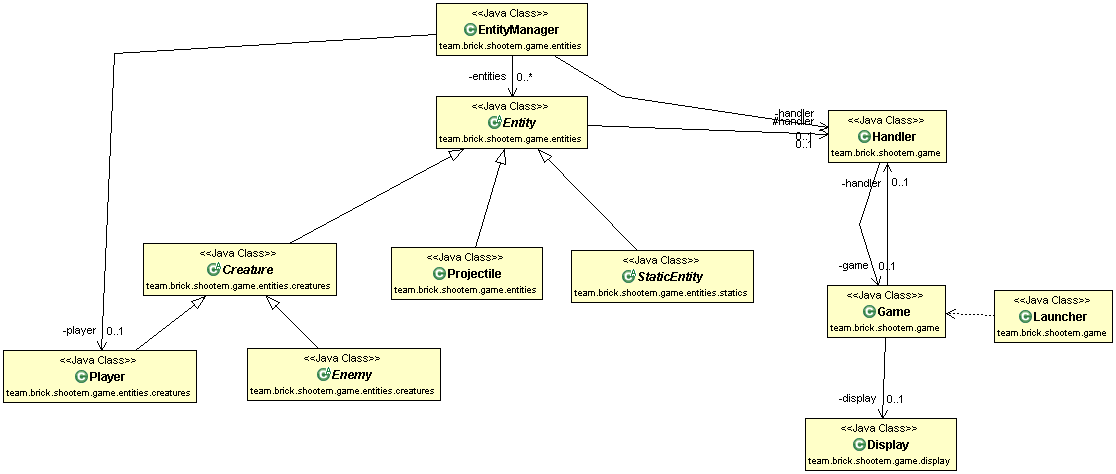 <<Java Class>>
EntityManager
team.brick.shootem.game.entities
-entities 0..*
<<Java Class>>
Entity
team.brick.shootem.game.entities
-handler
#handler
0..1
0..1
<<Java Class>>
Handler
team.brick.shootem.game
-handler 0..1
<<Java Class>>
Creature
team.brick.shootem.game.entities.creatures
<<Java Class>>
Projectile
team.brick.shootem.game.entities
<<Java Class>>
StaticEntity
team.brick.shootem.game.entities.statics
-game 0..1
<<Java Class>>
Game
team.brick.shootem.game
<<Java Class>>
Launcher
team.brick.shootem.game
-player 0..1
<<Java Class>>
Player
team.brick.shootem.game.entities.creatures
<<Java Class>>
Enemy
team.brick.shootem.game.entities.creatures
-display 0..1
<<Java Class>>
Display
team.brick.shootem.game.display